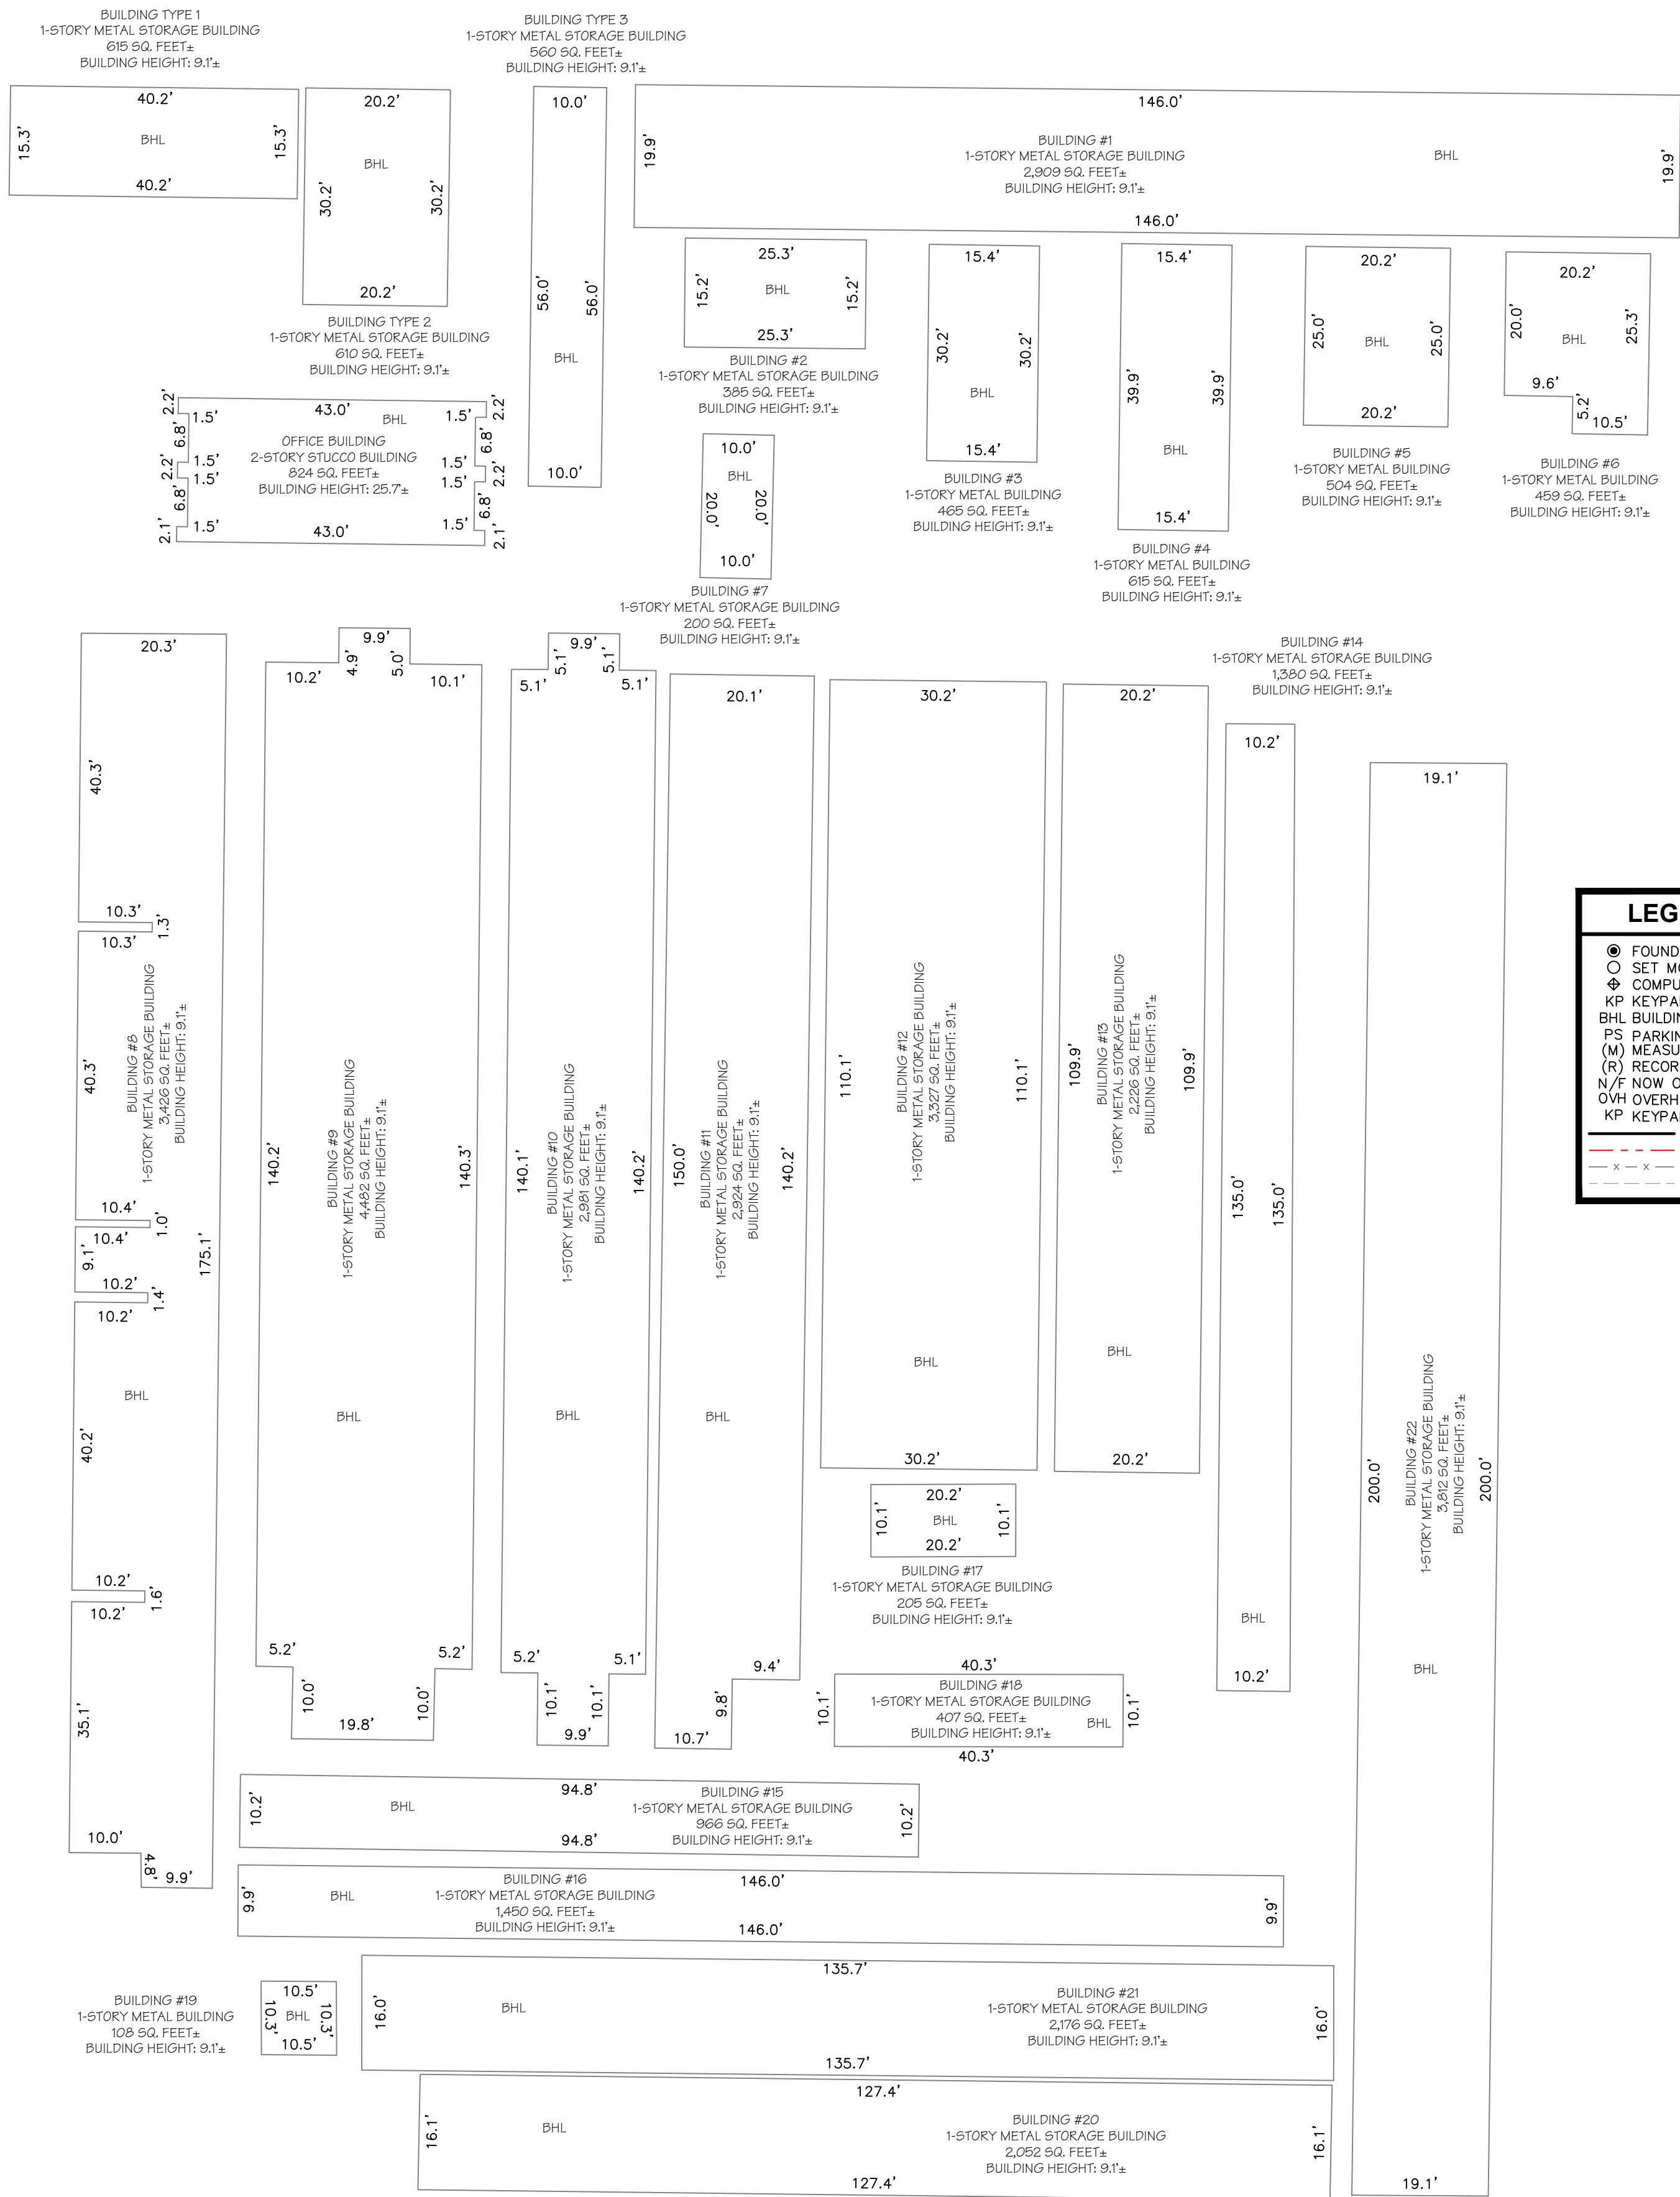 BUILDING TYPE 1
1-STORY METAL STORAGE BUILDING
615 SQ. FEET±
BUILDING HEIGHT: 9.1'±
40.2'
15.3'
BHL
15.3'
40.2'
20.2'
BHL
30.2'
30.2'
20.2'
BUILDING TYPE 2
1-STORY METAL STORAGE BUILDING
610 SQ. FEET±
BUILDING HEIGHT: 9.1'±
BUILDING TYPE 3
1-STORY METAL STORAGE BUILDING
560 SQ. FEET±
BUILDING HEIGHT: 9.1'±
10.0'
56.0'
56.0'
BHL
10.0'
146.0'
19.9'
BUILDING #1
1-STORY METAL STORAGE BUILDING
2,909 SQ. FEET±
BUILDING HEIGHT: 9.1'±
BHL
19.9'
146.0'
25.3'
15.2'
BHL
15.2'
25.3'
BUILDING #2
1-STORY METAL STORAGE BUILDING
385 SQ. FEET±
BUILDING HEIGHT: 9.1'±
15.4'
30.2'
30.2'
BHL
15.4'
BUILDING #3
1-STORY METAL BUILDING
465 SQ. FEET±
BUILDING HEIGHT: 9.1'±
15.4'
39.9'
39.9'
BHL
15.4'
BUILDING #4
1-STORY METAL BUILDING
615 SQ. FEET±
BUILDING HEIGHT: 9.1'±
20.2'
25.0'
BHL
25.0'
20.2'
BUILDING #5
1-STORY METAL BUILDING
504 SQ. FEET±
BUILDING HEIGHT: 9.1'±
20.2'
20.0'
BHL
25.3'
9.6'
5.2'
10.5'
BUILDING #6
1-STORY METAL BUILDING
459 SQ. FEET±
BUILDING HEIGHT: 9.1'±
2.2'
43.0'
BHL
2.2'
1.5'
1.5'
6.8'
OFFICE BUILDING
2-STORY STUCCO BUILDING
824 SQ. FEET±
BUILDING HEIGHT: 25.7'±
6.8'
1.5'
1.5'
2.2'
2.2'
1.5'
1.5'
6.8'
6.8'
1.5'
1.5'
2.1'
43.0'
2.1'
10.0'
BHL
20.0'
20.0'
10.0'
BUILDING #7
1-STORY METAL STORAGE BUILDING
200 SQ. FEET±
BUILDING HEIGHT: 9.1'±
20.3'
40.3'
10.3'
1.3'
10.3'
40.3'
BUILDING #8
1-STORY METAL STORAGE BUILDING
3,426 SQ. FEET±
BUILDING HEIGHT: 9.1'±
10.4'
1.0'
10.4'
9.1'
175.1'
10.2'
1.4'
10.2'
BHL
40.2'
10.2'
1.6'
10.2'
35.1'
10.0'
4.8'
9.9'
9.9'
4.9'
5.0'
10.2'
10.1'
140.2'
BUILDING #9
1-STORY METAL STORAGE BUILDING
4,482 SQ. FEET±
BUILDING HEIGHT: 9.1'±
140.3'
BHL
5.2'
5.2'
10.0'
10.0'
19.8'
9.9'
5.1'
5.1'
5.1'
5.1'
140.1'
BUILDING #10
1-STORY METAL STORAGE BUILDING
2,981 SQ. FEET±
BUILDING HEIGHT: 9.1'±
140.2'
BHL
5.2'
5.1'
10.1'
10.1'
9.9'
20.1'
150.0'
BUILDING #11
1-STORY METAL STORAGE BUILDING
2,924 SQ. FEET±
BUILDING HEIGHT: 9.1'±
140.2'
BHL
9.4'
9.8'
10.7'
30.2'
110.1'
BUILDING #12
1-STORY METAL STORAGE BUILDING
3,327 SQ. FEET±
BUILDING HEIGHT: 9.1'±
110.1'
BHL
30.2'
20.2'
109.9'
BUILDING #13
1-STORY METAL STORAGE BUILDING
2,226 SQ. FEET±
BUILDING HEIGHT: 9.1'±
109.9'
BHL
20.2'
BUILDING #14
1-STORY METAL STORAGE BUILDING
1,380 SQ. FEET±
BUILDING HEIGHT: 9.1'±
10.2'
135.0'
135.0'
BHL
10.2'
19.1'
200.0'
BUILDING #22
1-STORY METAL STORAGE BUILDING
3,812 SQ. FEET±
BUILDING HEIGHT: 9.1'±
200.0'
BHL
19.1'
LEG
FOUND
SET MO
COMPU
KP KEYPA
BHL BUILDIN
PS PARKIN
(M) MEASU
(R) RECOR
N/F NOW O
OVH OVERH
KP KEYPA
X X
20.2'
10.1'
BHL
10.1'
20.2'
BUILDING #17
1-STORY METAL STORAGE BUILDING
205 SQ. FEET±
BUILDING HEIGHT: 9.1'±
40.3'
10.1'
BUILDING #18
1-STORY METAL STORAGE BUILDING
407 SQ. FEET±
BUILDING HEIGHT: 9.1'±
BHL
10.1'
40.3'
94.8'
10.2'
BHL
BUILDING #15
1-STORY METAL STORAGE BUILDING
966 SQ. FEET±
BUILDING HEIGHT: 9.1'±
10.2'
94.8'
146.0'
9.9'
BHL
BUILDING #16
1-STORY METAL STORAGE BUILDING
1,450 SQ. FEET±
BUILDING HEIGHT: 9.1'±
9.9'
146.0'
BUILDING #19
1-STORY METAL BUILDING
108 SQ. FEET±
BUILDING HEIGHT: 9.1'±
10.5'
10.3'
BHL
10.3'
10.5'
135.7'
16.0'
BHL
BUILDING #21
1-STORY METAL STORAGE BUILDING
2,176 SQ. FEET±
BUILDING HEIGHT: 9.1'±
16.0'
135.7'
127.4'
16.1'
BHL
BUILDING #20
1-STORY METAL STORAGE BUILDING
2,052 SQ. FEET±
BUILDING HEIGHT: 9.1'±
16.1'
127.4'